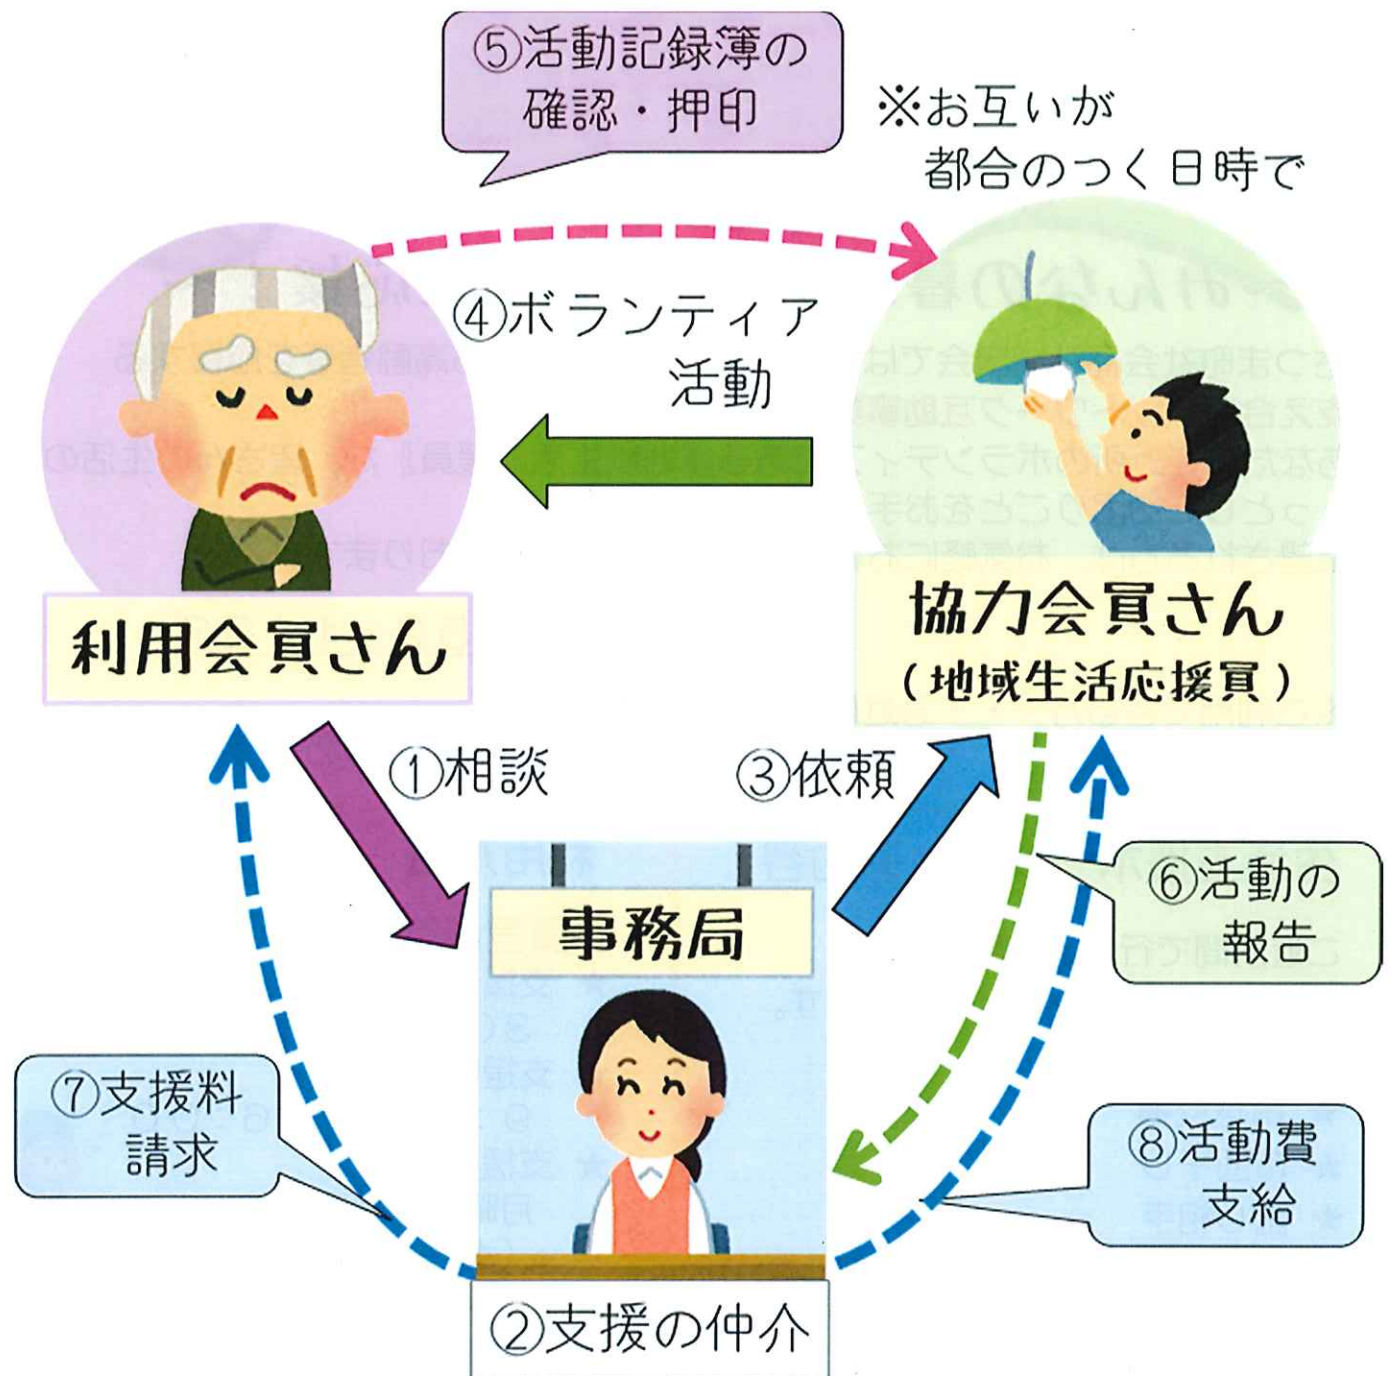 ⑤活動記録簿の
確認・押印
※お互いが
都合のつく日時で
④ボランティア
活動
利用会員さん
協力会員さん
(地域生活応援員)
①相談
③依頼
事務局
⑥活動の
報告
⑦支援料
請求
⑧活動費
支給
②支援の仲介